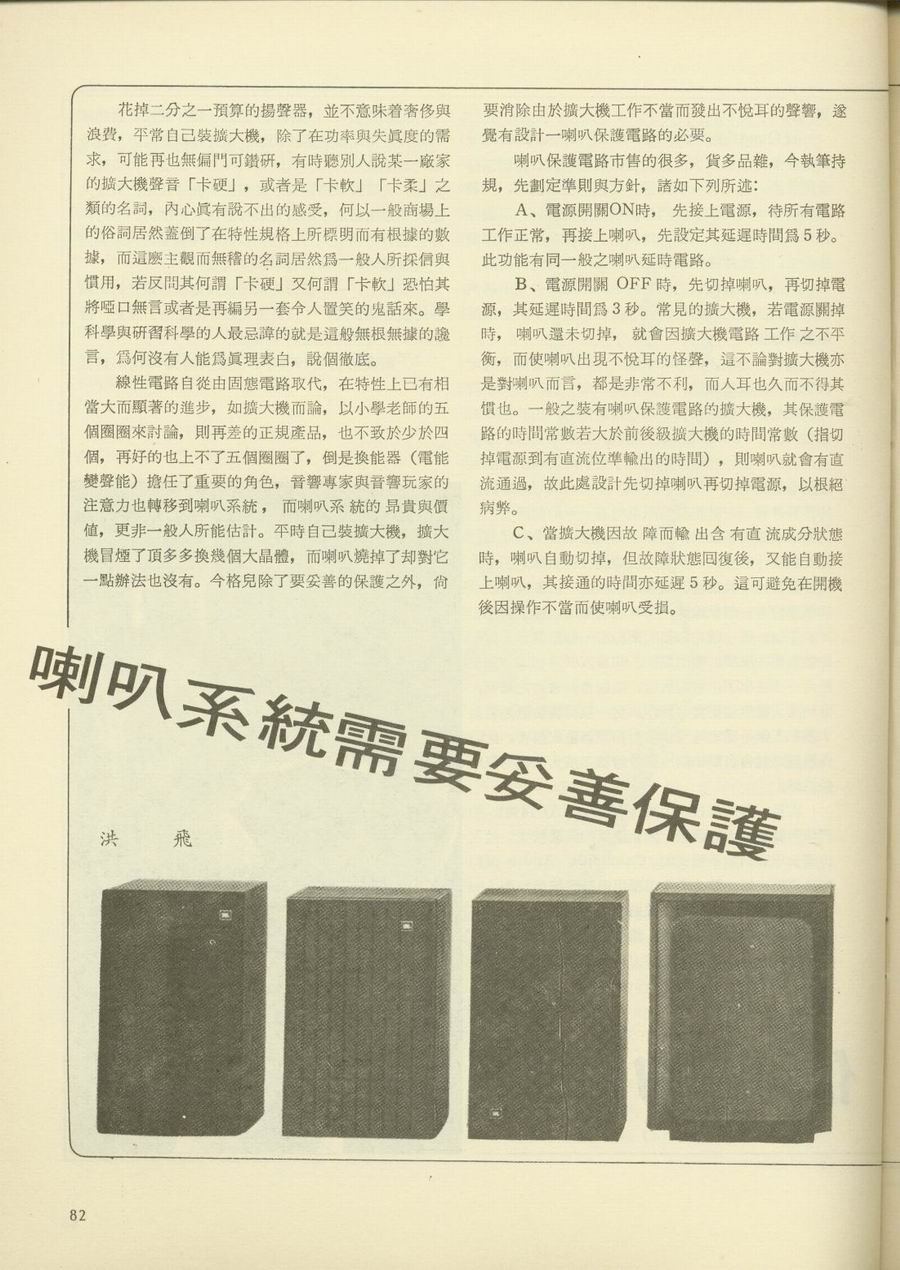 花掉二分之一預算的揚聲器，並不意味着奢侈與
浪費，平常自己裝擴大機，除了在功率與失眞度的需
求，可能再也無偏門可鑽研，有時聽別人說某一廠家
的擴大機聲音「卡硬」，或者是「卡軟」「卡柔」之
類的名詞，內心眞有說不出的感受，何以一般商場上
的俗詞居然蓋倒了在特性規格上所標明而有根據的數
據，而這麽主觀而無稽的名詞居然爲一般人所採信與
慣用，若反問其何謂「卡硬」又何謂「卡軟」恐怕其
將啞口無言或者是再編另一套令人置笑的鬼話來。學
科學與研習科學的人最忌諱的就是這般無根無據的讒
言，爲何沒有人能爲眞理表白，說個徹底。
線性電路自從由固態電路取代，在特性上已有相
當大而顯著的進步，如擴大機而論，以小學老師的五
個圈圈來討論，則再差的正規產品，也不致於少於四
個，再好的也上不了五個圈圈了，倒是換能器（電能
變聲能）擔任了重要的角色，音響專家與音響玩家的
注意力也轉移到喇叭系統，而喇叭系統的昂貴與價
值，更非一般人所能估計。平時自己裝擴大機，擴大
機冒煙了頂多多換幾個大晶體，而喇叭燒掉了却對它
一點辦法也沒有。今格兒除了要妥善的保護之外，尙
要消除由於擴大機工作不當而發出不悅耳的聲響，遂
覺有設計一喇叭保護電路的必要。
喇叭保護電路市售的很多，貨多品雜，今執筆持
規，先劃定準則與方針，諸如下列所述：
A、電源開關ON時，先接上電源，待所有電路
工作正常，再接上喇叭，先設定其延遲時間爲5秒。
此功能有同一般之喇叭延時電路。
B、電源開關 OFF時，先切掉喇叭，再切掉電
源，其延遲時間爲3秒。常見的擴大機，若電源關掉
時，喇叭還未切掉，就會因擴大機電路工作之不平
衡，而使喇叭出現不悅耳的怪聲，這不論對擴大機亦
是對喇叭而言，都是非常不利，而人耳也久而不得其
慣也。一般之裝有喇叭保護電路的擴大機，其保護電
路的時間常數若大於前後級擴大機的時間常數（指切
掉電源到有直流位準輸出的時間），則喇叭就會有直
流通過，故此處設計先切掉喇叭再切掉電源，以根絕
病弊。
C、當擴大機因故障而輸出含有直流成分狀態
時，喇叭自動切掉，但故障狀態回復後，又能自動接
上喇叭，其接通的時間亦延遲5秒。這可避免在開機
後因操作不當而使喇叭受損。
喇叭系統需要妥善保護
洪　飛
82